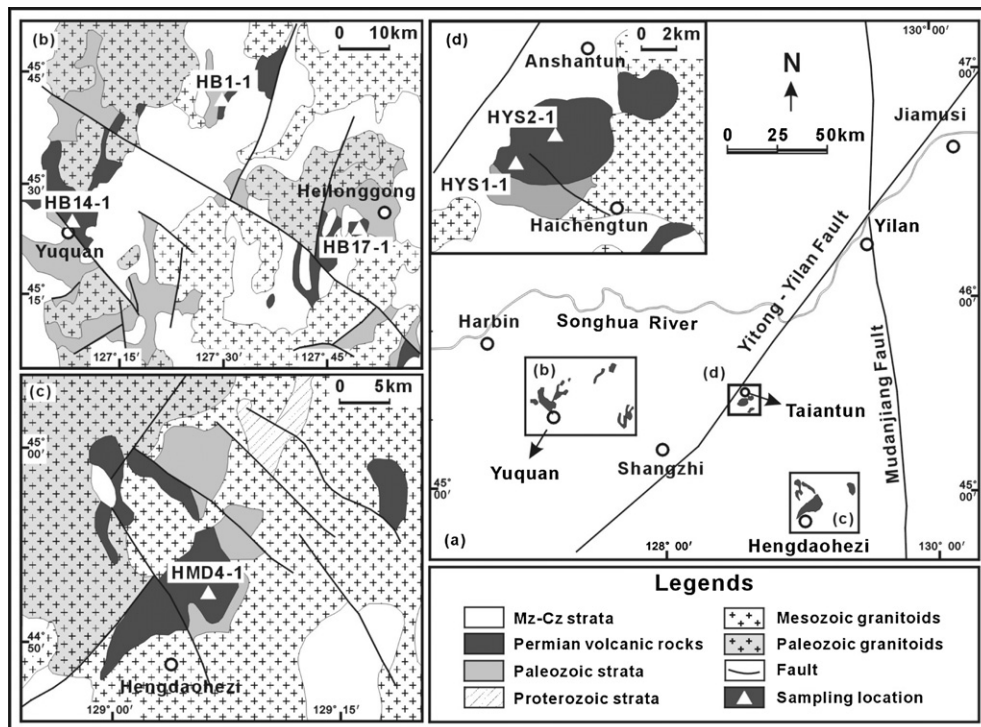 (b)
0 10km
45°
45′
HB1-1
45°
30′
HB14-1
Yuquan
Heilonggong
HB17-1
45°
15′
127°
15′
127°
30′
127°
45′
(c)
0 5km
45°
00′
HMD4-1
44°
50′
Hengdaohezi
129°
00′
129°
15′
(d)
0 2km
Anshantun
HYS2-1
HYS1-1
Haichengtun
130°
00′
47°
00′
N
0 25 50km
Jiamusi
Yilan
Yitong - Yilan Fault
46°
00′
Harbin
Songhua River
(b)
(d)
Taiantun
Mudanjiang Fault
Yuquan
Shangzhi
45°
00′
45°
00′
(c)
(a)
128° 00′
Hengdaohezi
130° 00′
Legends
Mz-Cz strata
Permian volcanic rocks
Paleozoic strata
Proterozoic strata
Mesozoic granitoids
Paleozoic granitoids
Fault
Sampling location